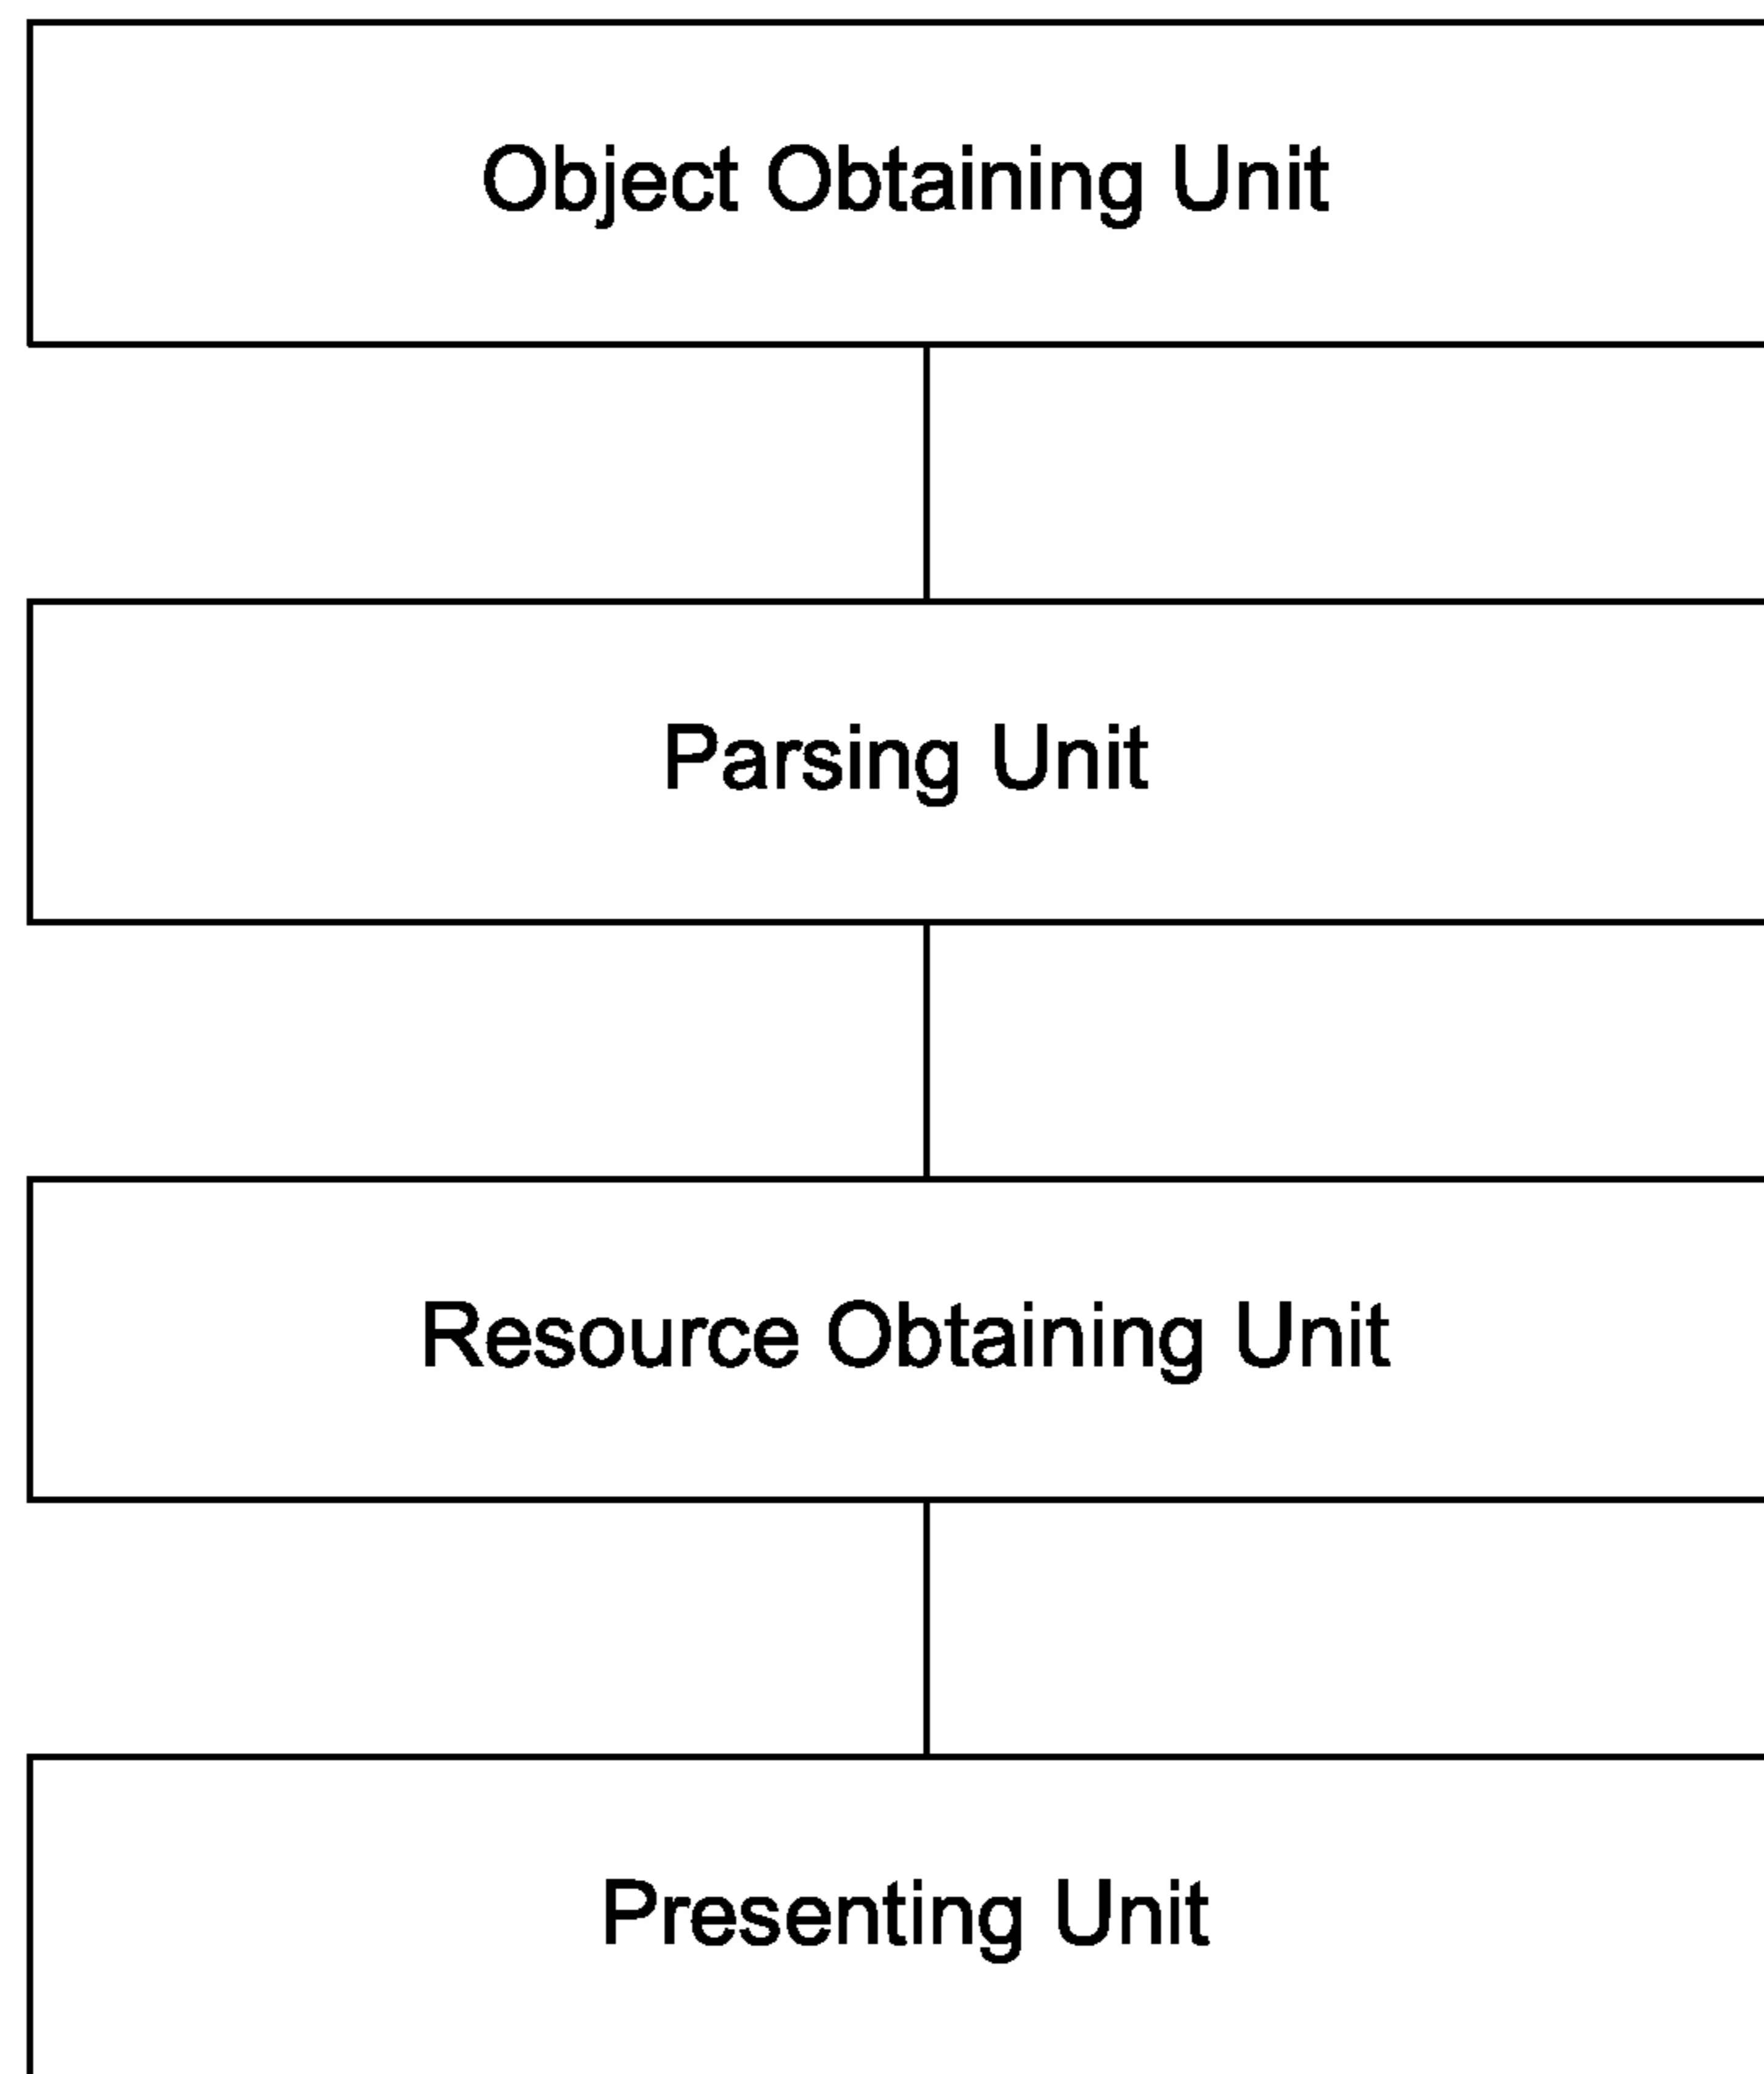 Object Obtaining Unit
Parsing Unit
Resource Obtaining Unit
Presenting Unit